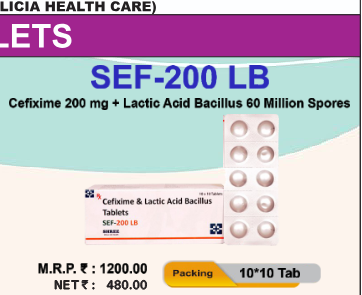 LICIA HEALTH CARE)
LETS
SEF-200 LB
Cefixime 200 mg + Lactic Acid Bacillus 60 Million Spores
10 x 10 Tablets
Cefixime & Lactic Acid Bacillus
Tablets
SEF-200 LB
M.R.P. ₹ : 1200.00
NET ₹ : 480.00
Packing
10*10 Tab